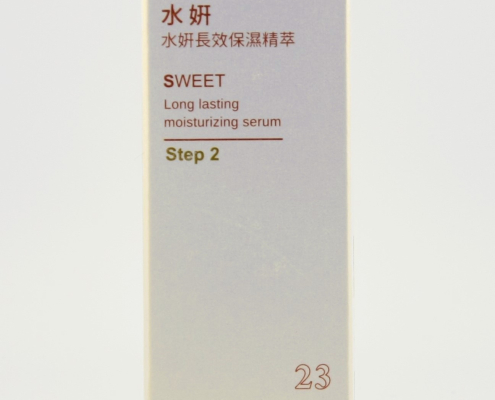 水妍
水妍長效保濕精萃
SWEET
Long lasting
moisturizing serum
Step 2
23